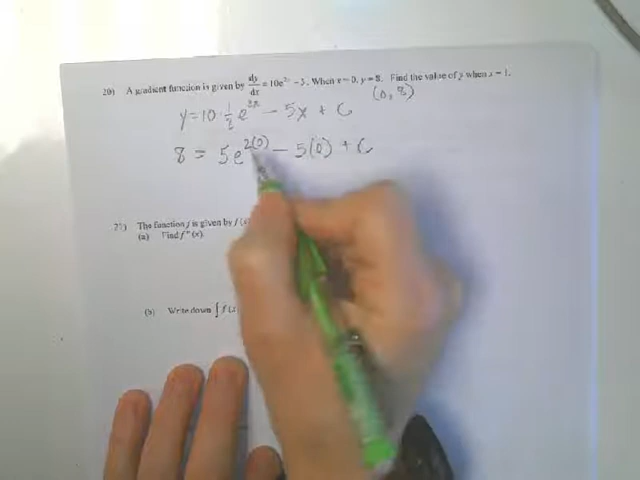 20) A gradient function is given by dy/dx = 10e^{2x} − 5. When x = 0, y = 8. Find the value of y when x = 1.
(0, 8)
y = 10 · 1/2 e^{2x} − 5x + C
8 = 5e^{2(0)} − 5(0) + C
21) The function f is given by f
(a) Find f''(x).
(b) Write down ∫ f